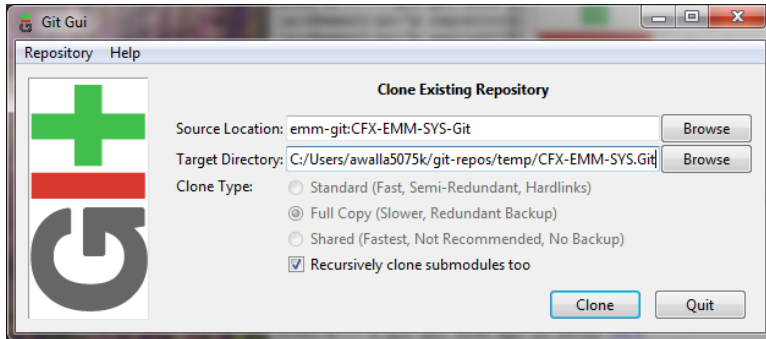 Git Gui
Repository Help
Clone Existing Repository
Source Location: emm-git:CFX-EMM-SYS-Git Browse
Target Directory: C:/Users/awalla5075k/git-repos/temp/CFX-EMM-SYS.Git Browse
Clone Type: Standard (Fast, Semi-Redundant, Hardlinks)
Full Copy (Slower, Redundant Backup)
Shared (Fastest, Not Recommended, No Backup)
Recursively clone submodules too
Clone Quit
GIt